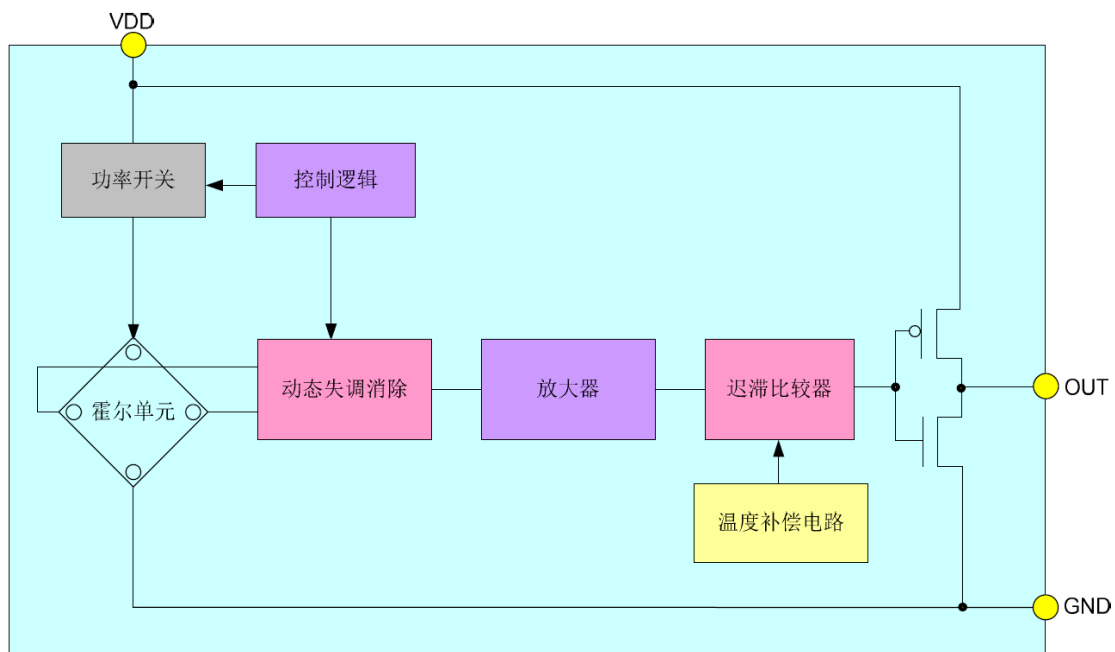 VDD
功率开关
控制逻辑
霍尔单元
动态失调消除
放大器
迟滞比较器
OUT
温度补偿电路
GND